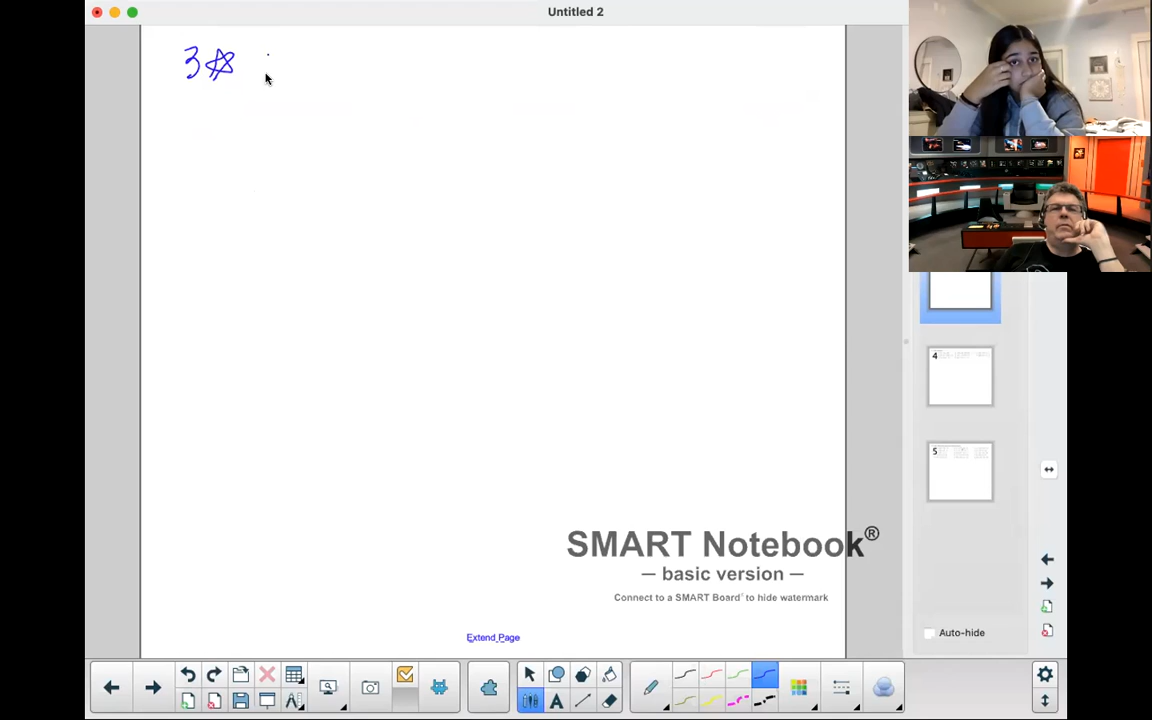 Untitled 2
3☆
4
5
SMART Notebook®
— basic version —
Connect to a SMART Board® to hide watermark
Extend Page
Auto-hide
A